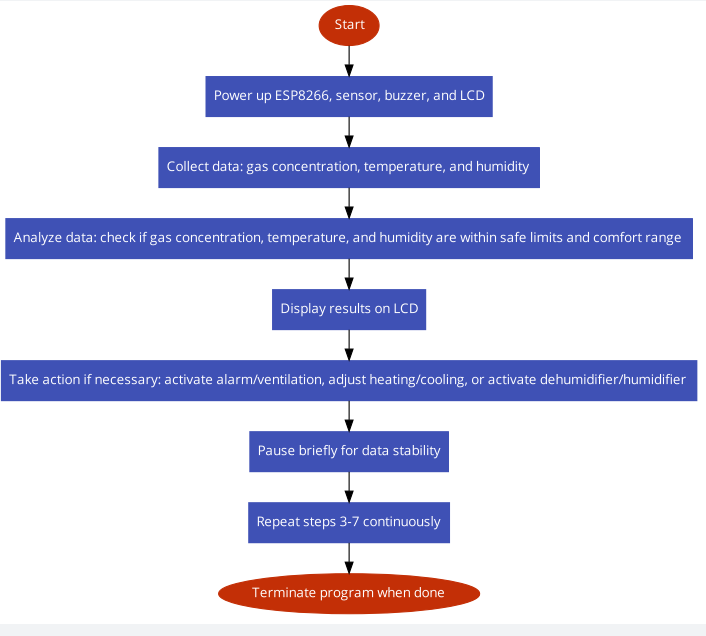 Start
Power up ESP8266, sensor, buzzer, and LCD
Collect data: gas concentration, temperature, and humidity
Analyze data: check if gas concentration, temperature, and humidity are within safe limits and comfort range
Display results on LCD
Take action if necessary: activate alarm/ventilation, adjust heating/cooling, or activate dehumidifier/humidifier
Pause briefly for data stability
Repeat steps 3-7 continuously
Terminate program when done